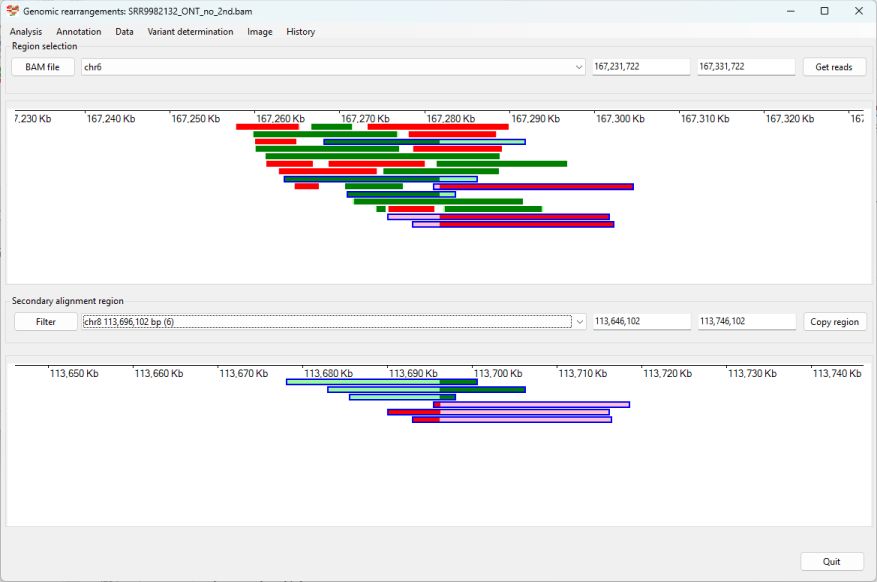 Genomic rearrangements: SRR9982132_ONT_no_2nd.bam
Analysis Annotation Data Variant determination Image History
Region selection
BAM file chr6 167,231,722 167,331,722 Get reads
7,230 Kb 167,240 Kb 167,250 Kb 167,260 Kb 167,270 Kb 167,280 Kb 167,290 Kb 167,300 Kb 167,310 Kb 167,320 Kb 167,
Secondary alignment region
Filter chr8 113,696,102 bp (6) 113,646,102 113,746,102 Copy region
113,650 Kb 113,660 Kb 113,670 Kb 113,680 Kb 113,690 Kb 113,700 Kb 113,710 Kb 113,720 Kb 113,730 Kb 113,740 Kb
Quit